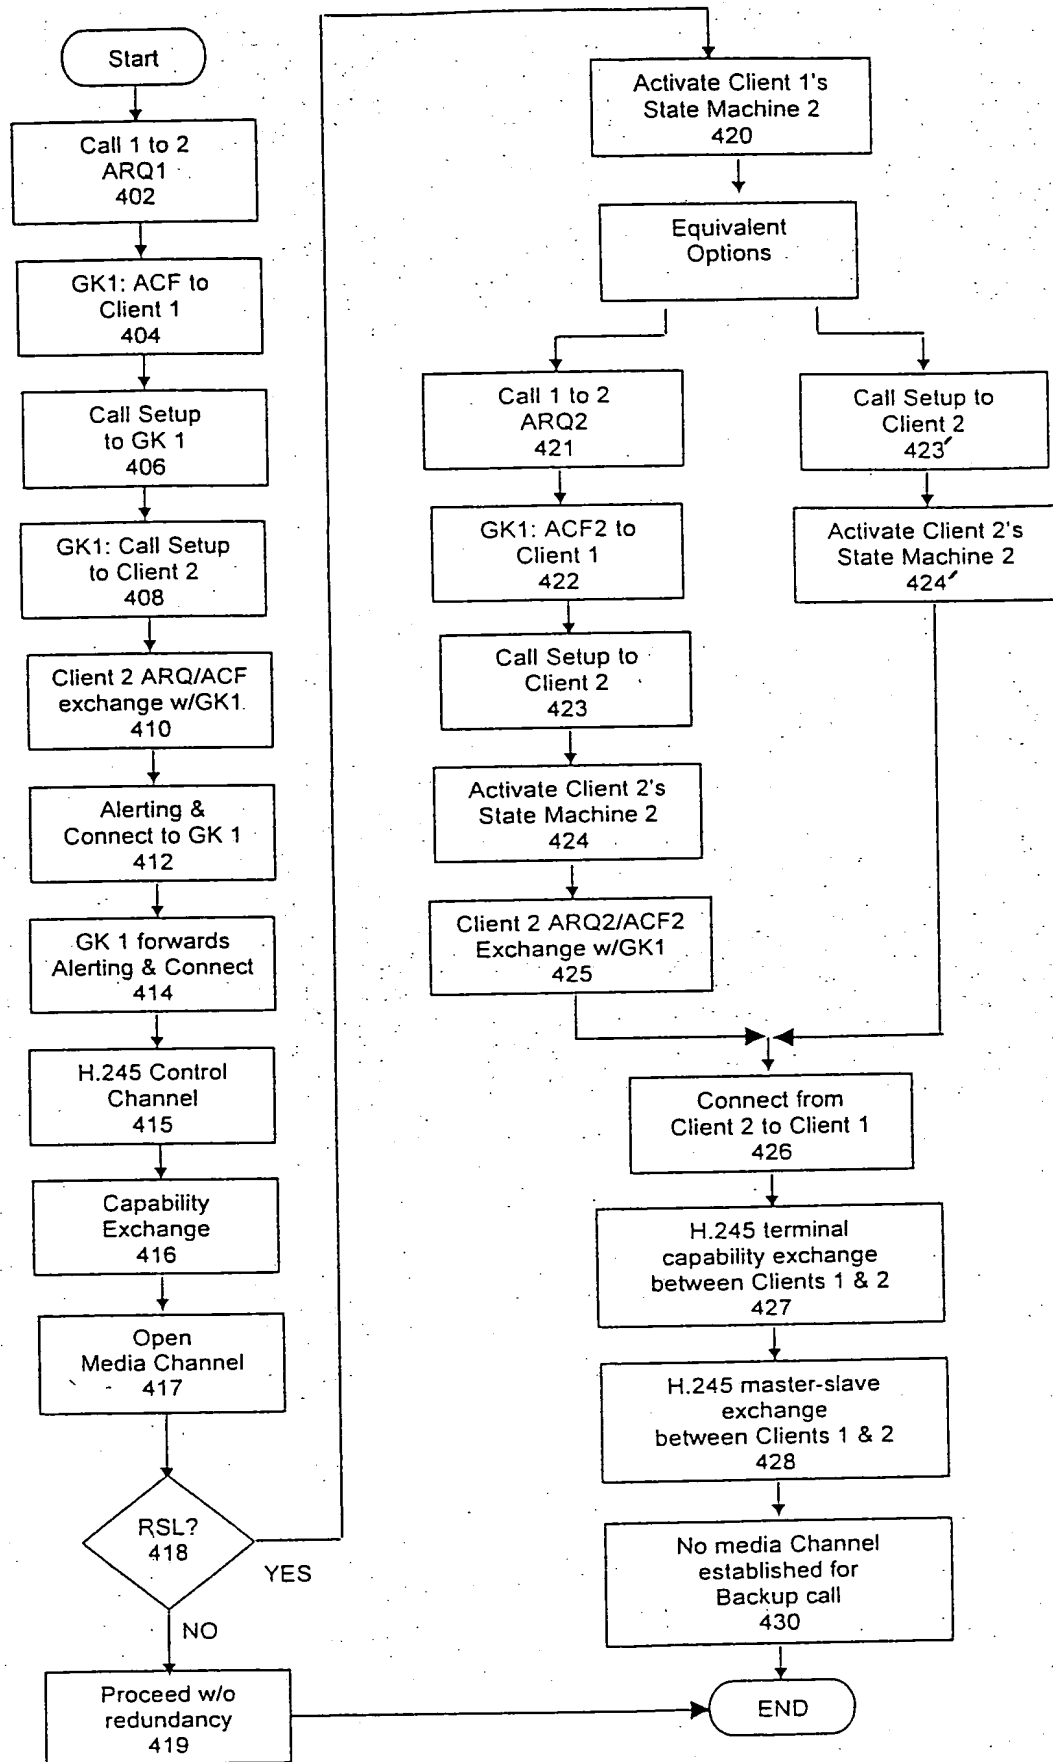 Start
Call 1 to 2
ARQ1
402
GK1: ACF to
Client 1
404
Call Setup
to GK 1
406
GK1: Call Setup
to Client 2
408
Client 2 ARQ/ACF
exchange w/GK1
410
Alerting &
Connect to GK 1
412
GK 1 forwards
Alerting & Connect
414
H.245 Control
Channel
415
Capability
Exchange
416
Open
Media Channel
417
RSL?
418
YES
NO
Proceed w/o
redundancy
419
Activate Client 1's
State Machine 2
420
Equivalent
Options
Call 1 to 2
ARQ2
421
GK1: ACF2 to
Client 1
422
Call Setup to
Client 2
423
Activate Client 2's
State Machine 2
424
Client 2 ARQ2/ACF2
Exchange w/GK1
425
Call Setup to
Client 2
423'
Activate Client 2's
State Machine 2
424'
Connect from
Client 2 to Client 1
426
H.245 terminal
capability exchange
between Clients 1 & 2
427
H.245 master-slave
exchange
between Clients 1 & 2
428
No media Channel
established for
Backup call
430
END